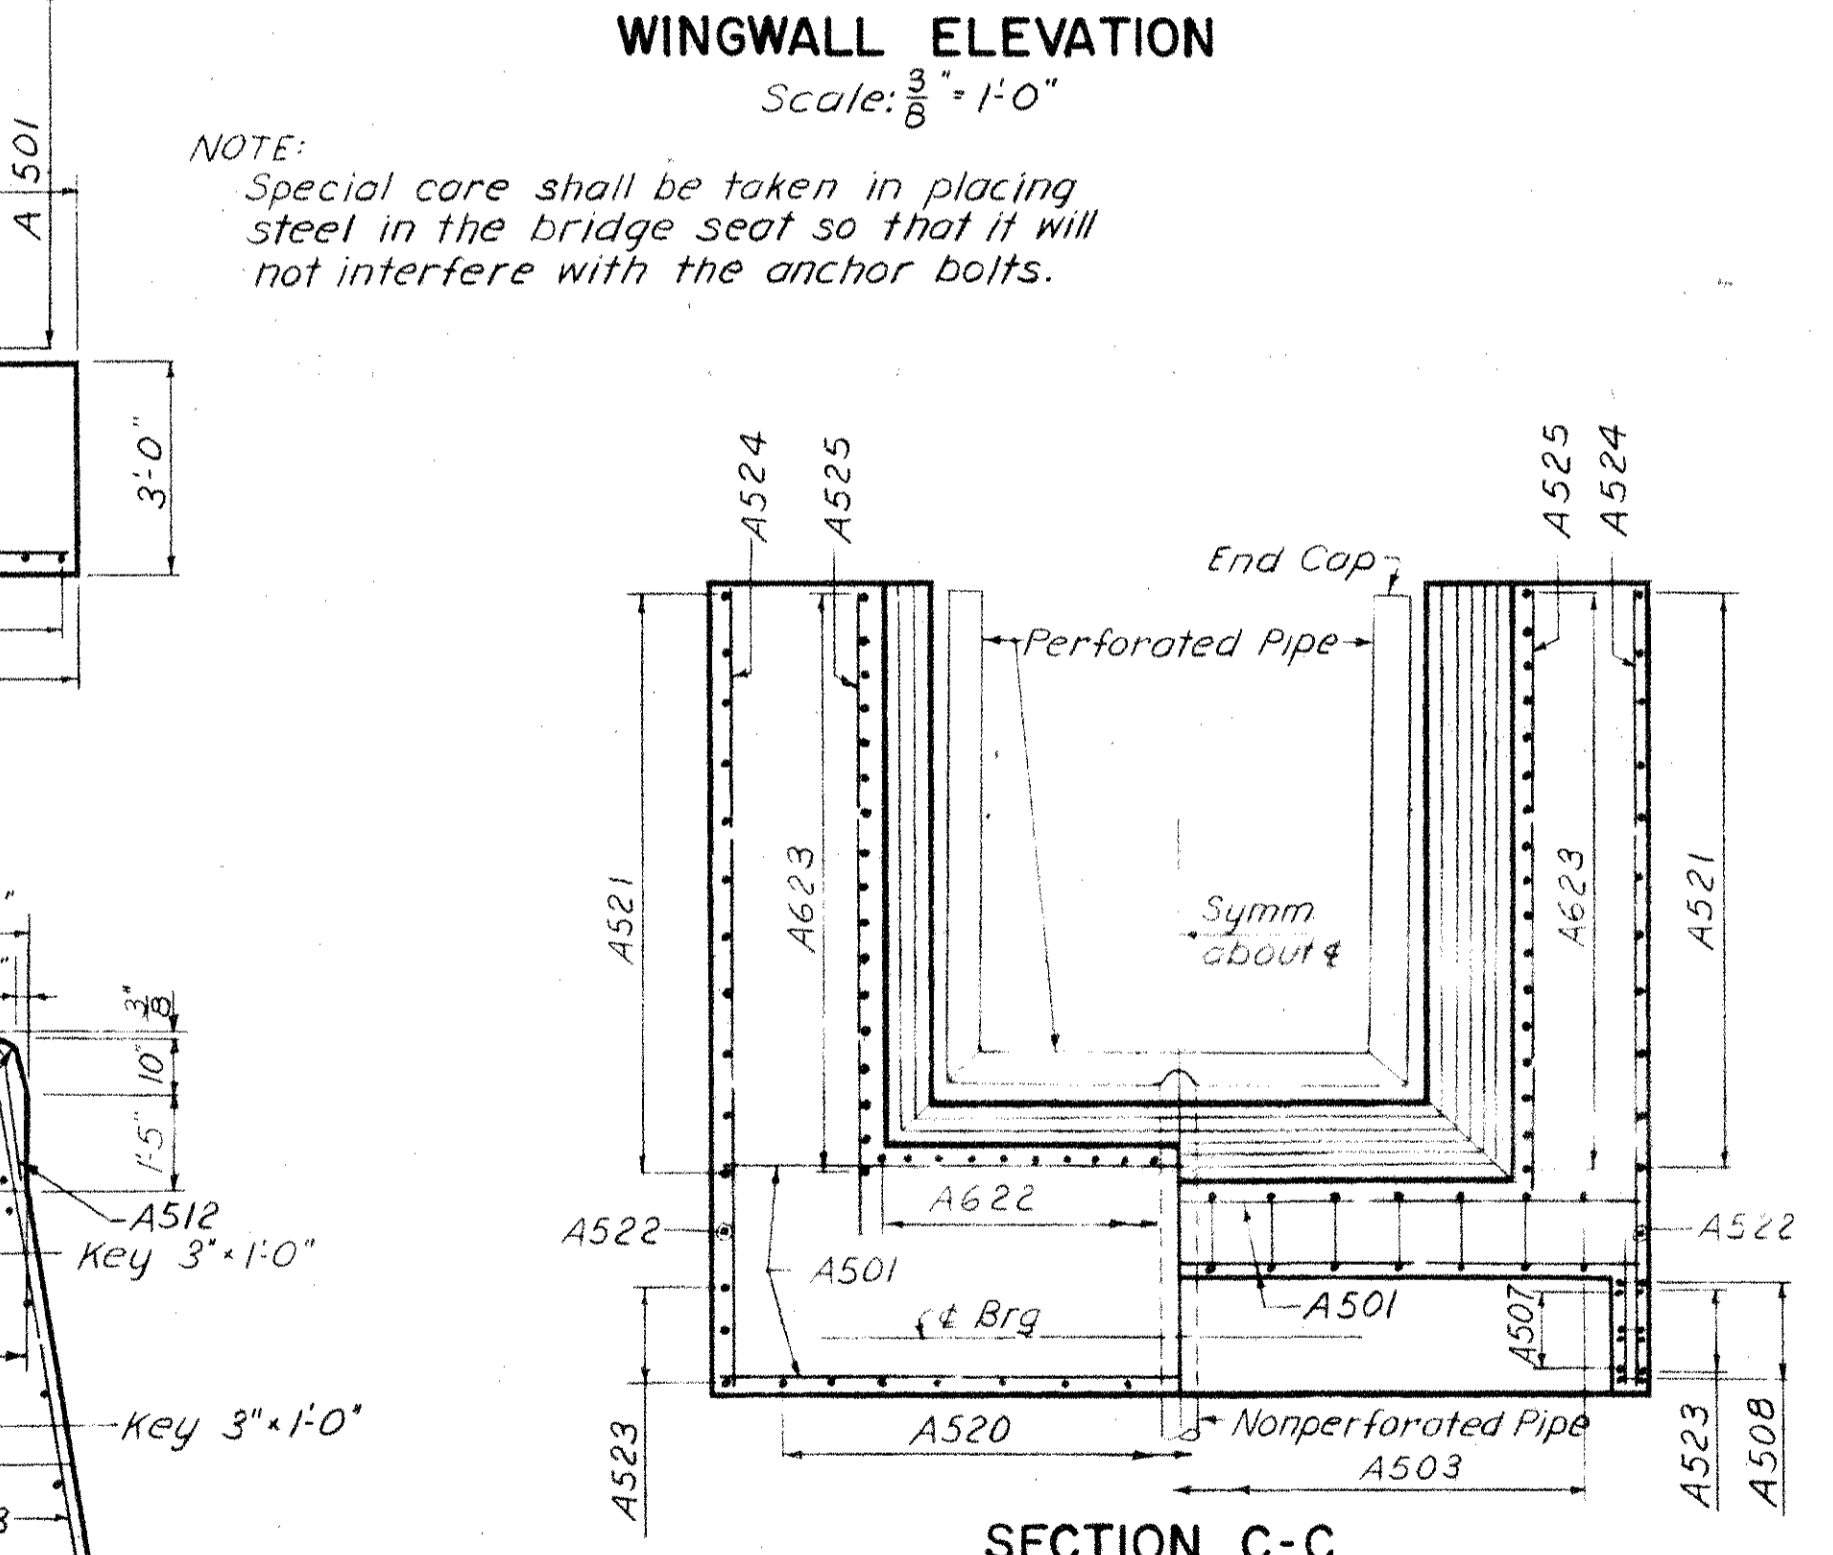 WINGWALL ELEVATION
Scale: 3/8" = 1'-0"
NOTE:
Special care shall be taken in placing
steel in the bridge seat so that it will
not interfere with the anchor bolts.
A 501
3'-0"
A524
A525
A525
A524
End Cap
Perforated Pipe
A521
A623
Symm
about ℄
A623
A521
3/8"
10"
1'-5"
A512
Key 3" x 1'-0"
Key 3" x 1'-0"
A622
A522
A522
A501
A501
℄ Brg
A507
A520
Nonperforated Pipe
A503
A523
A523
A508
SECTION C-C